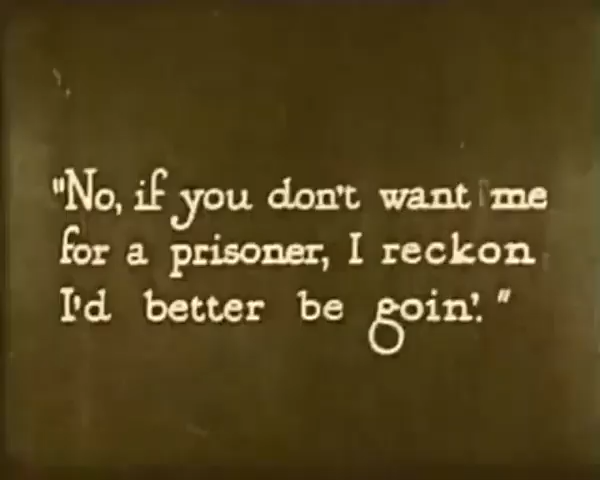 "No, if you don't want me
for a prisoner, I reckon
I'd better be goin'."